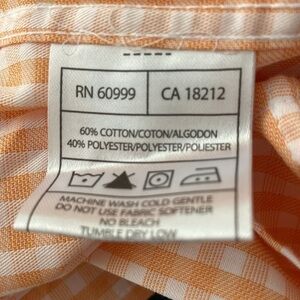 RN 60999 CA 18212
60% COTTON/COTON/ALGODON
40% POLYESTER/POLYESTER/POLIESTER
MACHINE WASH COLD GENTLE
DO NOT USE FABRIC SOFTENER
NO BLEACH
TUMBLE DRY LOW